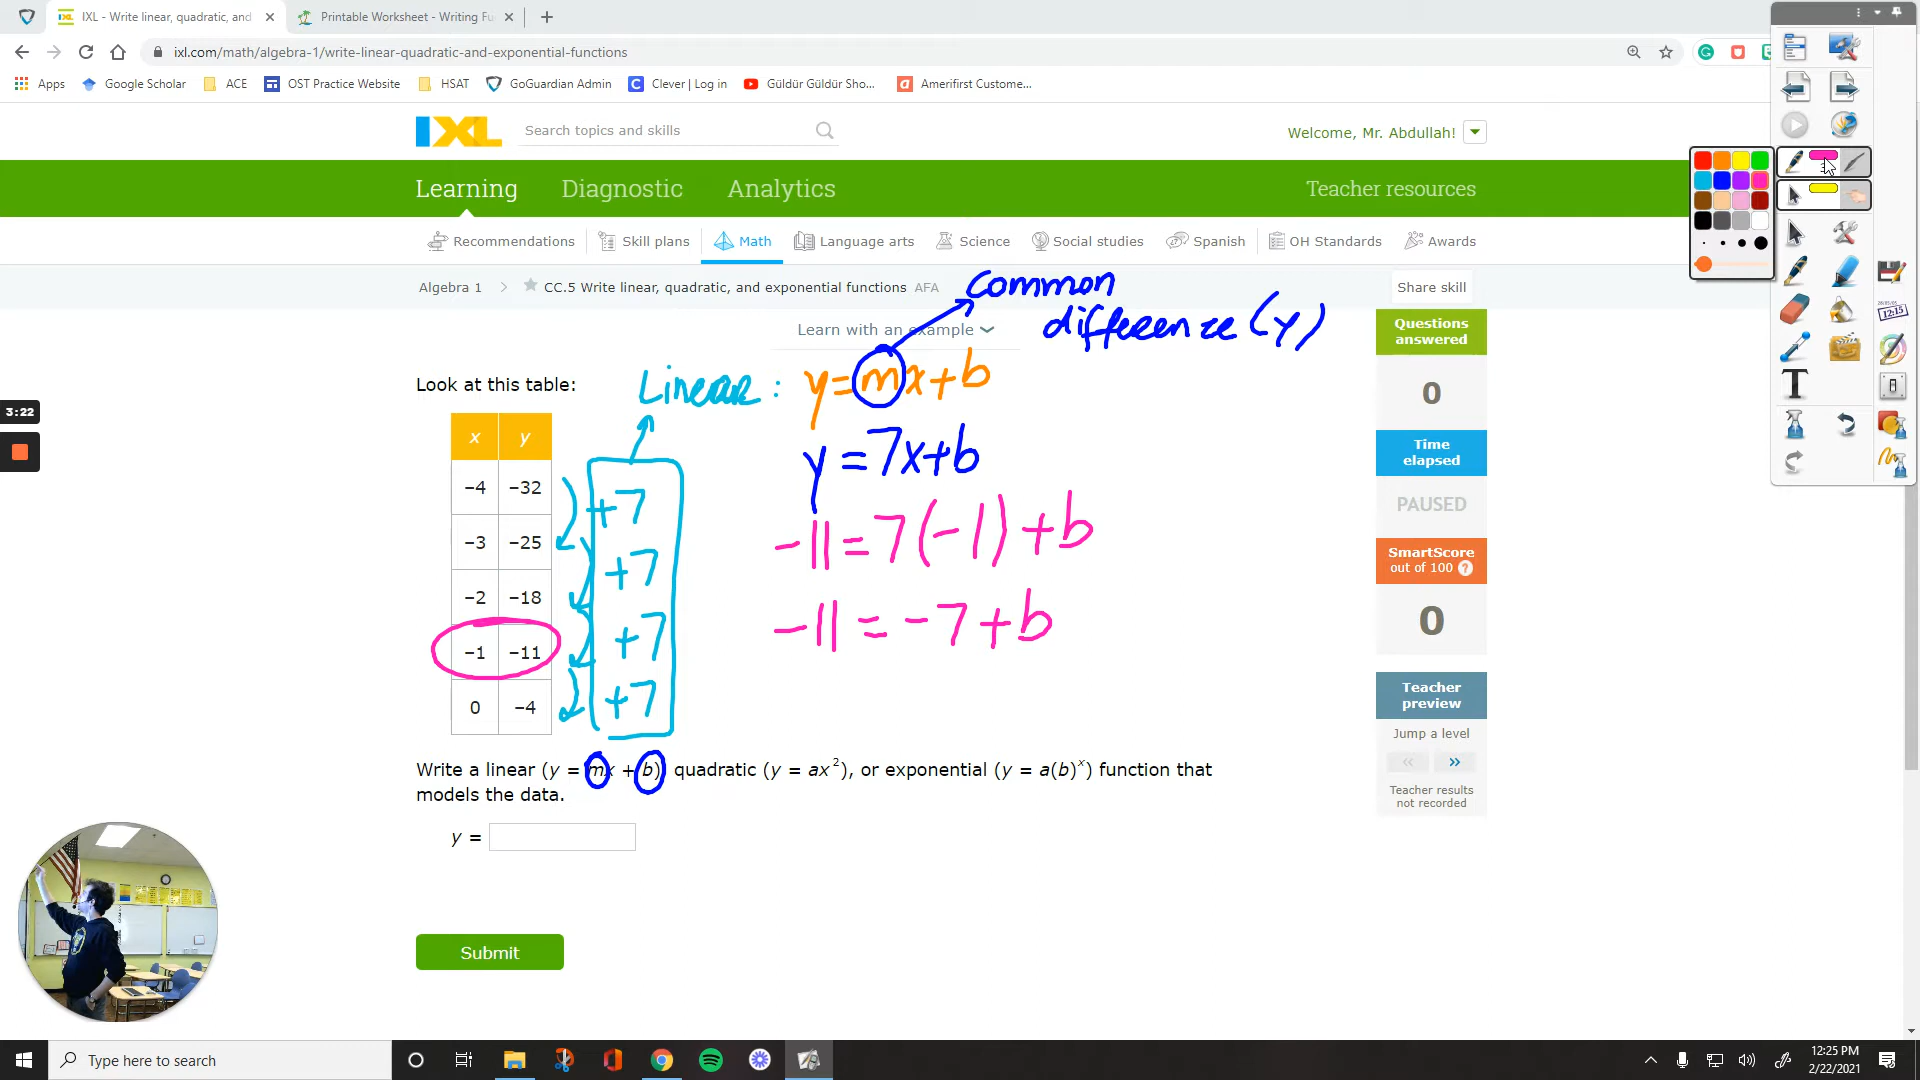 IXL - Write linear, quadratic, and
Printable Worksheet - Writing Fu
ixl.com/math/algebra-1/write-linear-quadratic-and-exponential-functions
Apps
Google Scholar
ACE
OST Practice Website
HSAT
GoGuardian Admin
Clever | Log in
Güldür Güldür Sho...
Amerifirst Custome...
IXL
Search topics and skills
Welcome, Mr. Abdullah!
Learning
Diagnostic
Analytics
Teacher resources
Recommendations
Skill plans
Math
Language arts
Science
Social studies
Spanish
OH Standards
Awards
Algebra 1
CC.5 Write linear, quadratic, and exponential functions AFA
Share skill
Learn with an example
Common
difference (y)
Look at this table:
Linear : y = mx + b
x y
−4 −32
−3 −25
−2 −18
−1 −11
0 −4
+7
+7
+7
+7
y = 7x + b
-11 = 7(-1) + b
-11 = -7 + b
Write a linear (y = mx + b), quadratic (y = ax²), or exponential (y = a(b)ˣ) function that
models the data.
y =
Submit
Questions
answered
0
Time
elapsed
PAUSED
SmartScore
out of 100 ?
0
Teacher
preview
Jump a level
<<
>>
Teacher results
not recorded
3:22
T
12:15
Type here to search
12:25 PM
2/22/2021